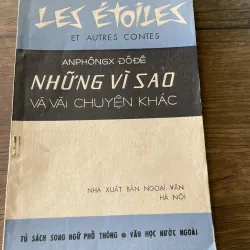 LES ÉTOILES
ET AUTRES CONTES
ANPHÔNGX ĐÔĐÊ
NHỮNG VÌ SAO
VÀ VÀI CHUYỆN KHÁC
NHÀ XUẤT BẢN NGOẠI VĂN
HÀ NỘI
TỦ SÁCH SONG NGỮ PHỔ THÔNG • VĂN HỌC NƯỚC NGOÀI